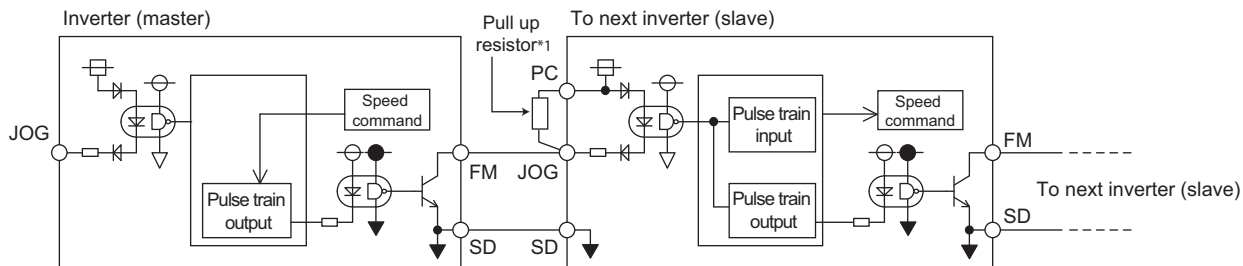 Inverter (master)
To next inverter (slave)
Pull up
resistor*1
PC
JOG
Speed
command
Pulse train
output
FM
SD
JOG
SD
Pulse train
input
Pulse train
output
Speed
command
FM
SD
To next inverter (slave)